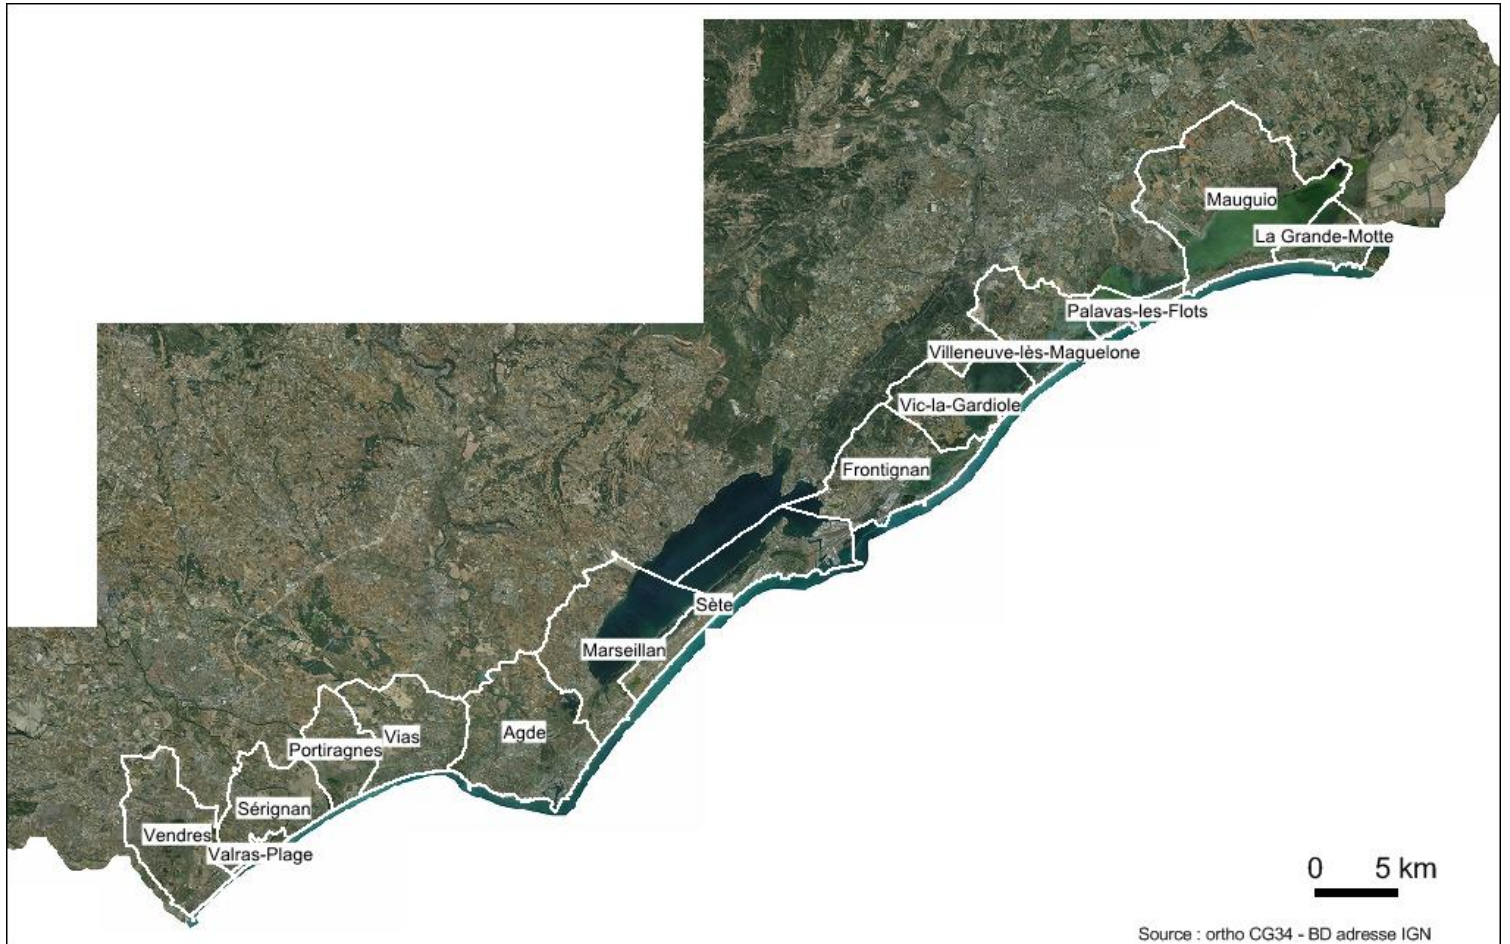 Mauguio
La Grande-Motte
Palavas-les-Flots
Villeneuve-lès-Maguelone
Vic-la-Gardiole
Frontignan
Sète
Marseillan
Agde
Vias
Portiragnes
Sérignan
Vendres
Valras-Plage
0 5 km
Source : ortho CG34 - BD adresse IGN